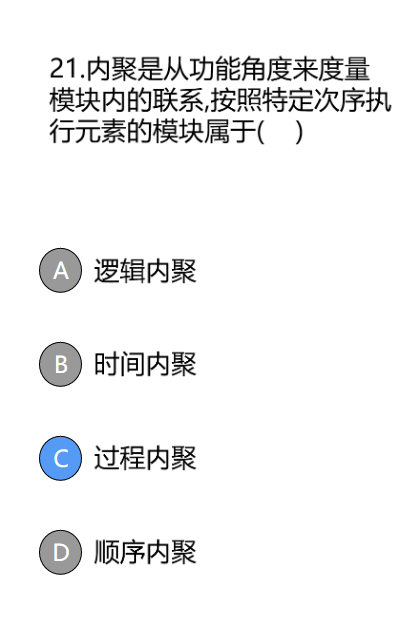 21.内聚是从功能角度来度量
模块内的联系,按照特定次序执
行元素的模块属于(    )
A 逻辑内聚
B 时间内聚
C 过程内聚
D 顺序内聚